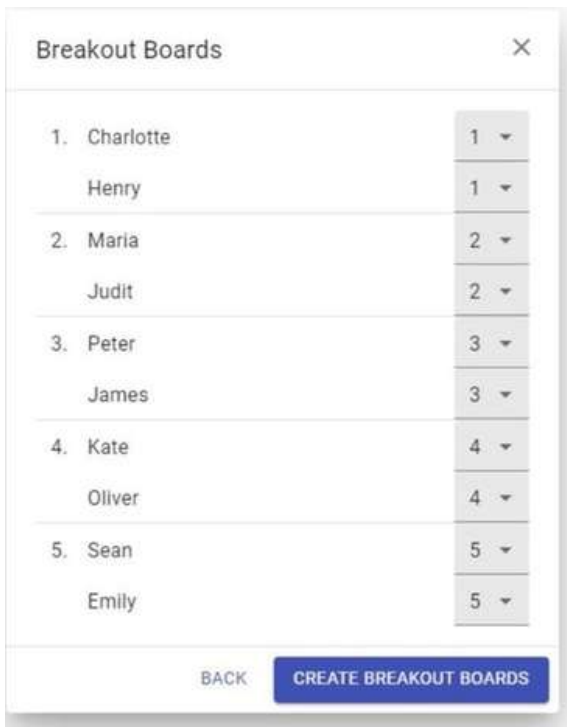 Breakout Boards
1. Charlotte 1
Henry 1
2. Maria 2
Judit 2
3. Peter 3
James 3
4. Kate 4
Oliver 4
5. Sean 5
Emily 5
BACK CREATE BREAKOUT BOARDS